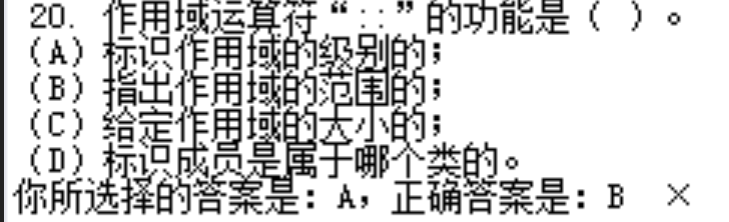 20. 作用域运算符“::”的功能是（ ）。
(A) 标识作用域的级别的；
(B) 指出作用域的范围的；
(C) 给定作用域的大小的；
(D) 标识成员是属于哪个类的。
你所选择的答案是：A，正确答案是：B ×